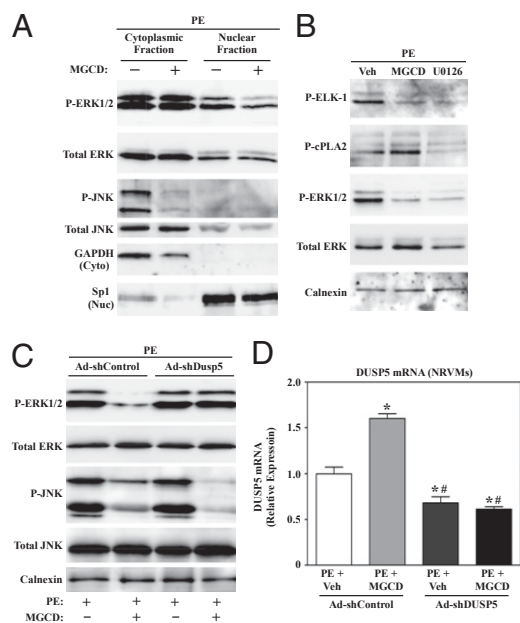 A
PE
Cytoplasmic Fraction
Nuclear Fraction
MGCD: – + – +
P-ERK1/2
Total ERK
P-JNK
Total JNK
GAPDH
(Cyto)
Sp1
(Nuc)
B
PE
Veh MGCD U0126
P-ELK-1
P-cPLA2
P-ERK1/2
Total ERK
Calnexin
C
PE
Ad-shControl Ad-shDusp5
P-ERK1/2
Total ERK
P-JNK
Total JNK
Calnexin
PE: + + + +
MGCD: – + – +
D
DUSP5 mRNA (NRVMs)
DUSP5 mRNA
(Relative Expressoin)
2.0
1.5
1.0
0.5
0
*
*#
*#
PE + Veh
PE + MGCD
PE + Veh
PE + MGCD
Ad-shControl
Ad-shDUSP5